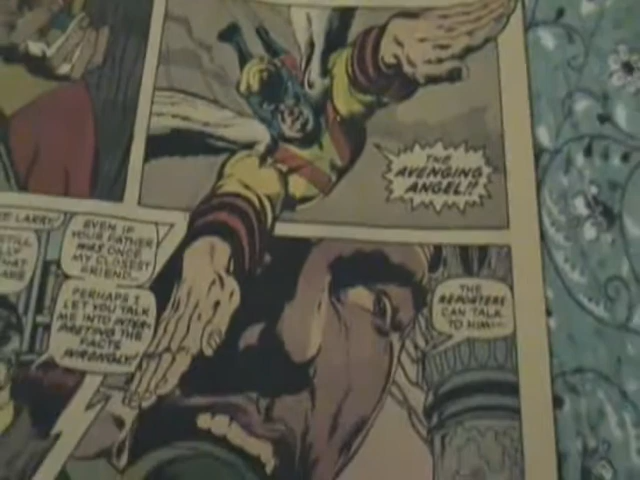 THE
AVENGING
ANGEL!!
LARRY
EVEN IF
YOUR FATHER
WAS ONCE
MY CLOSEST
FRIEND...
PERHAPS I
LET YOU TALK
ME INTO INTER-
PRETING THE
FACTS
WRONGLY!
THE
REPORTERS
CAN TALK
TO HIM--